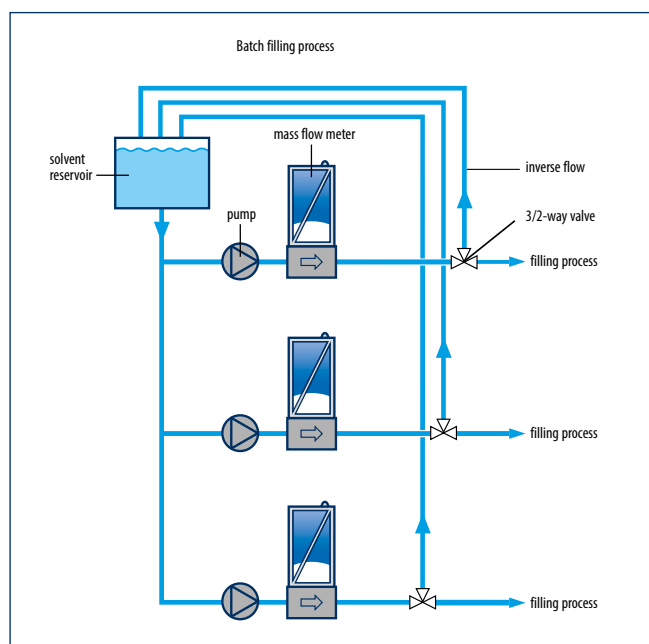 Batch filling process
mass flow meter
solvent
reservoir
inverse flow
pump
3/2-way valve
filling process
filling process
filling process